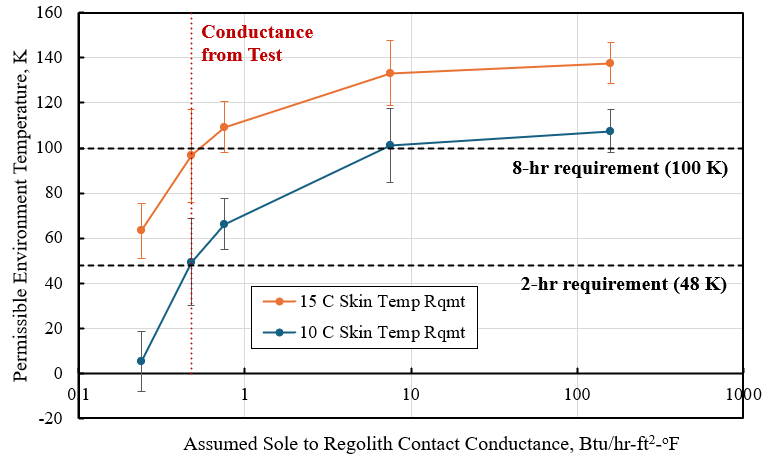 160
140
120
100
80
60
40
20
0
-20
Permissible Environment Temperature, K
Conductance
from Test
8-hr requirement (100 K)
2-hr requirement (48 K)
15 C Skin Temp Rqmt
10 C Skin Temp Rqmt
0.1 1 10 100 1000
Assumed Sole to Regolith Contact Conductance, Btu/hr-ft²-°F